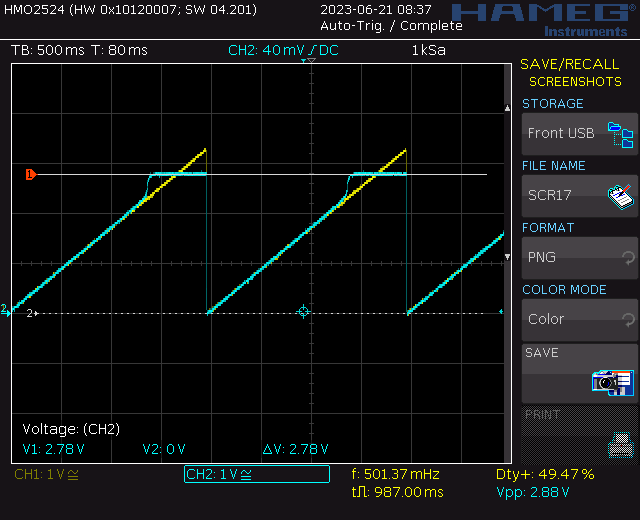 HMO2524 (HW 0x10120007; SW 04.201)
2023-06-21 08:37
Auto-Trig. / Complete
HAMEG
Instruments
TB: 500 ms T: 80 ms
CH2: 40 mV / DC
1 kSa
SAVE/RECALL
SCREENSHOTS
STORAGE
Front USB
FILE NAME
SCR17
FORMAT
PNG
COLOR MODE
Color
SAVE
PRINT
1
2
2
Voltage: (CH2)
V1: 2.78 V
V2: 0 V
ΔV: 2.78 V
CH1: 1 V ≅
CH2: 1 V ≅
f: 501.37 mHz
Dty+: 49.47 %
t: 987.00 ms
Vpp: 2.88 V